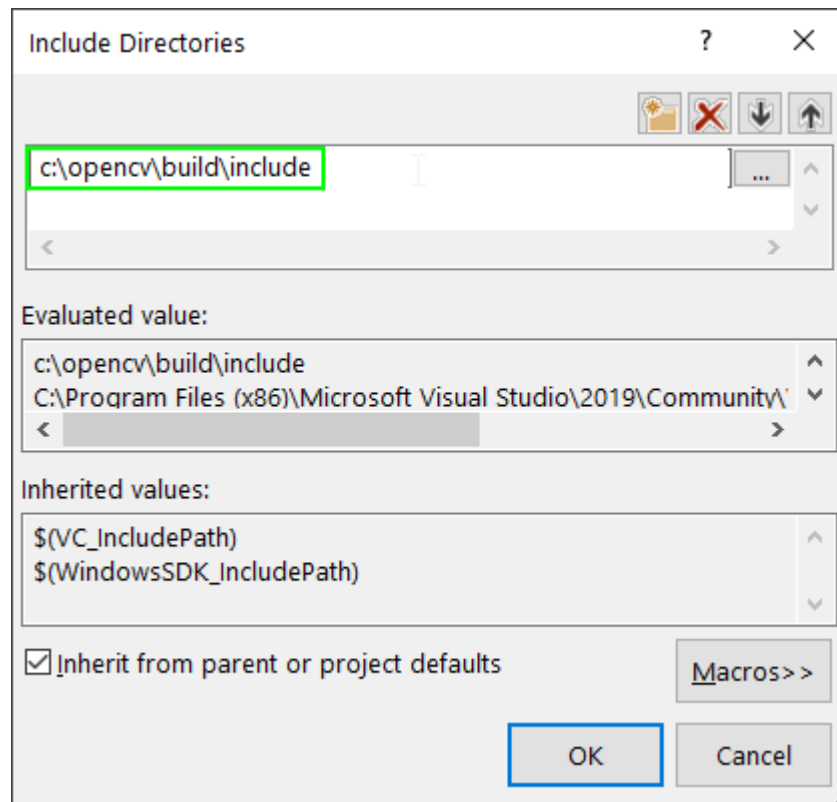 Include Directories
?
c:\opencv\build\include
...
Evaluated value:
c:\opencv\build\include
C:\Program Files (x86)\Microsoft Visual Studio\2019\Community\
Inherited values:
$(VC_IncludePath)
$(WindowsSDK_IncludePath)
Inherit from parent or project defaults
Macros>>
OK
Cancel